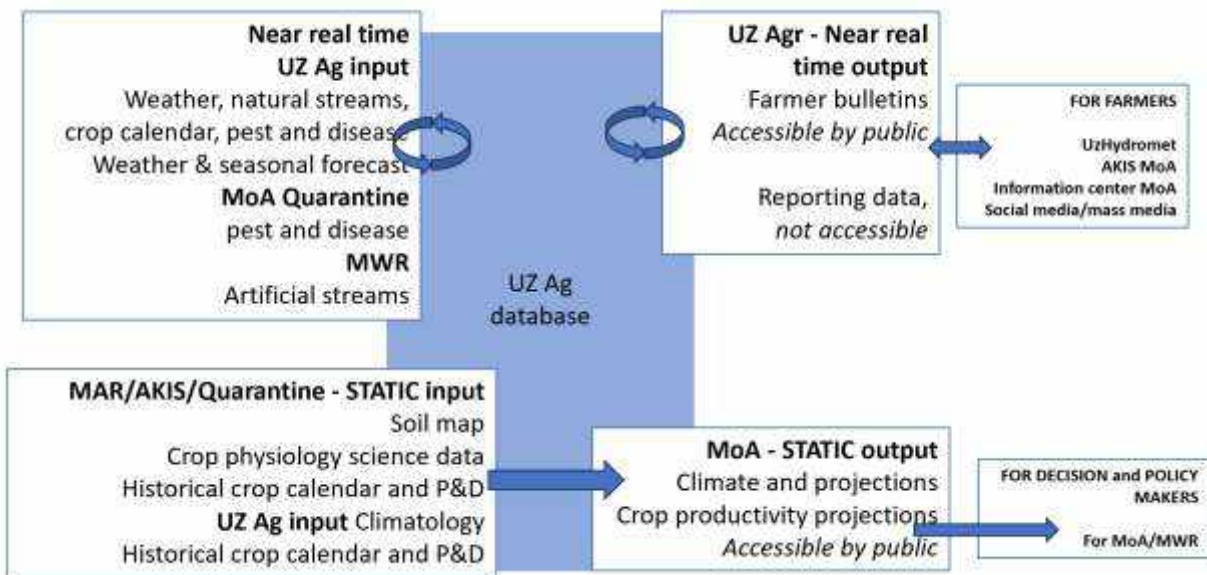 Near real time
UZ Ag input
Weather, natural streams,
crop calendar, pest and disease
Weather & seasonal forecast
MoA Quarantine
pest and disease
MWR
Artificial streams
UZ Agr - Near real
time output
Farmer bulletins
Accessible by public
Reporting data,
not accessible
FOR FARMERS
UzHydromet
AKIS MoA
Information center MoA
Social media/mass media
UZ Ag
database
MAR/AKIS/Quarantine - STATIC input
Soil map
Crop physiology science data
Historical crop calendar and P&D
UZ Ag input Climatology
Historical crop calendar and P&D
MoA - STATIC output
Climate and projections
Crop productivity projections
Accessible by public
FOR DECISION and POLICY
MAKERS
For MoA/MWR